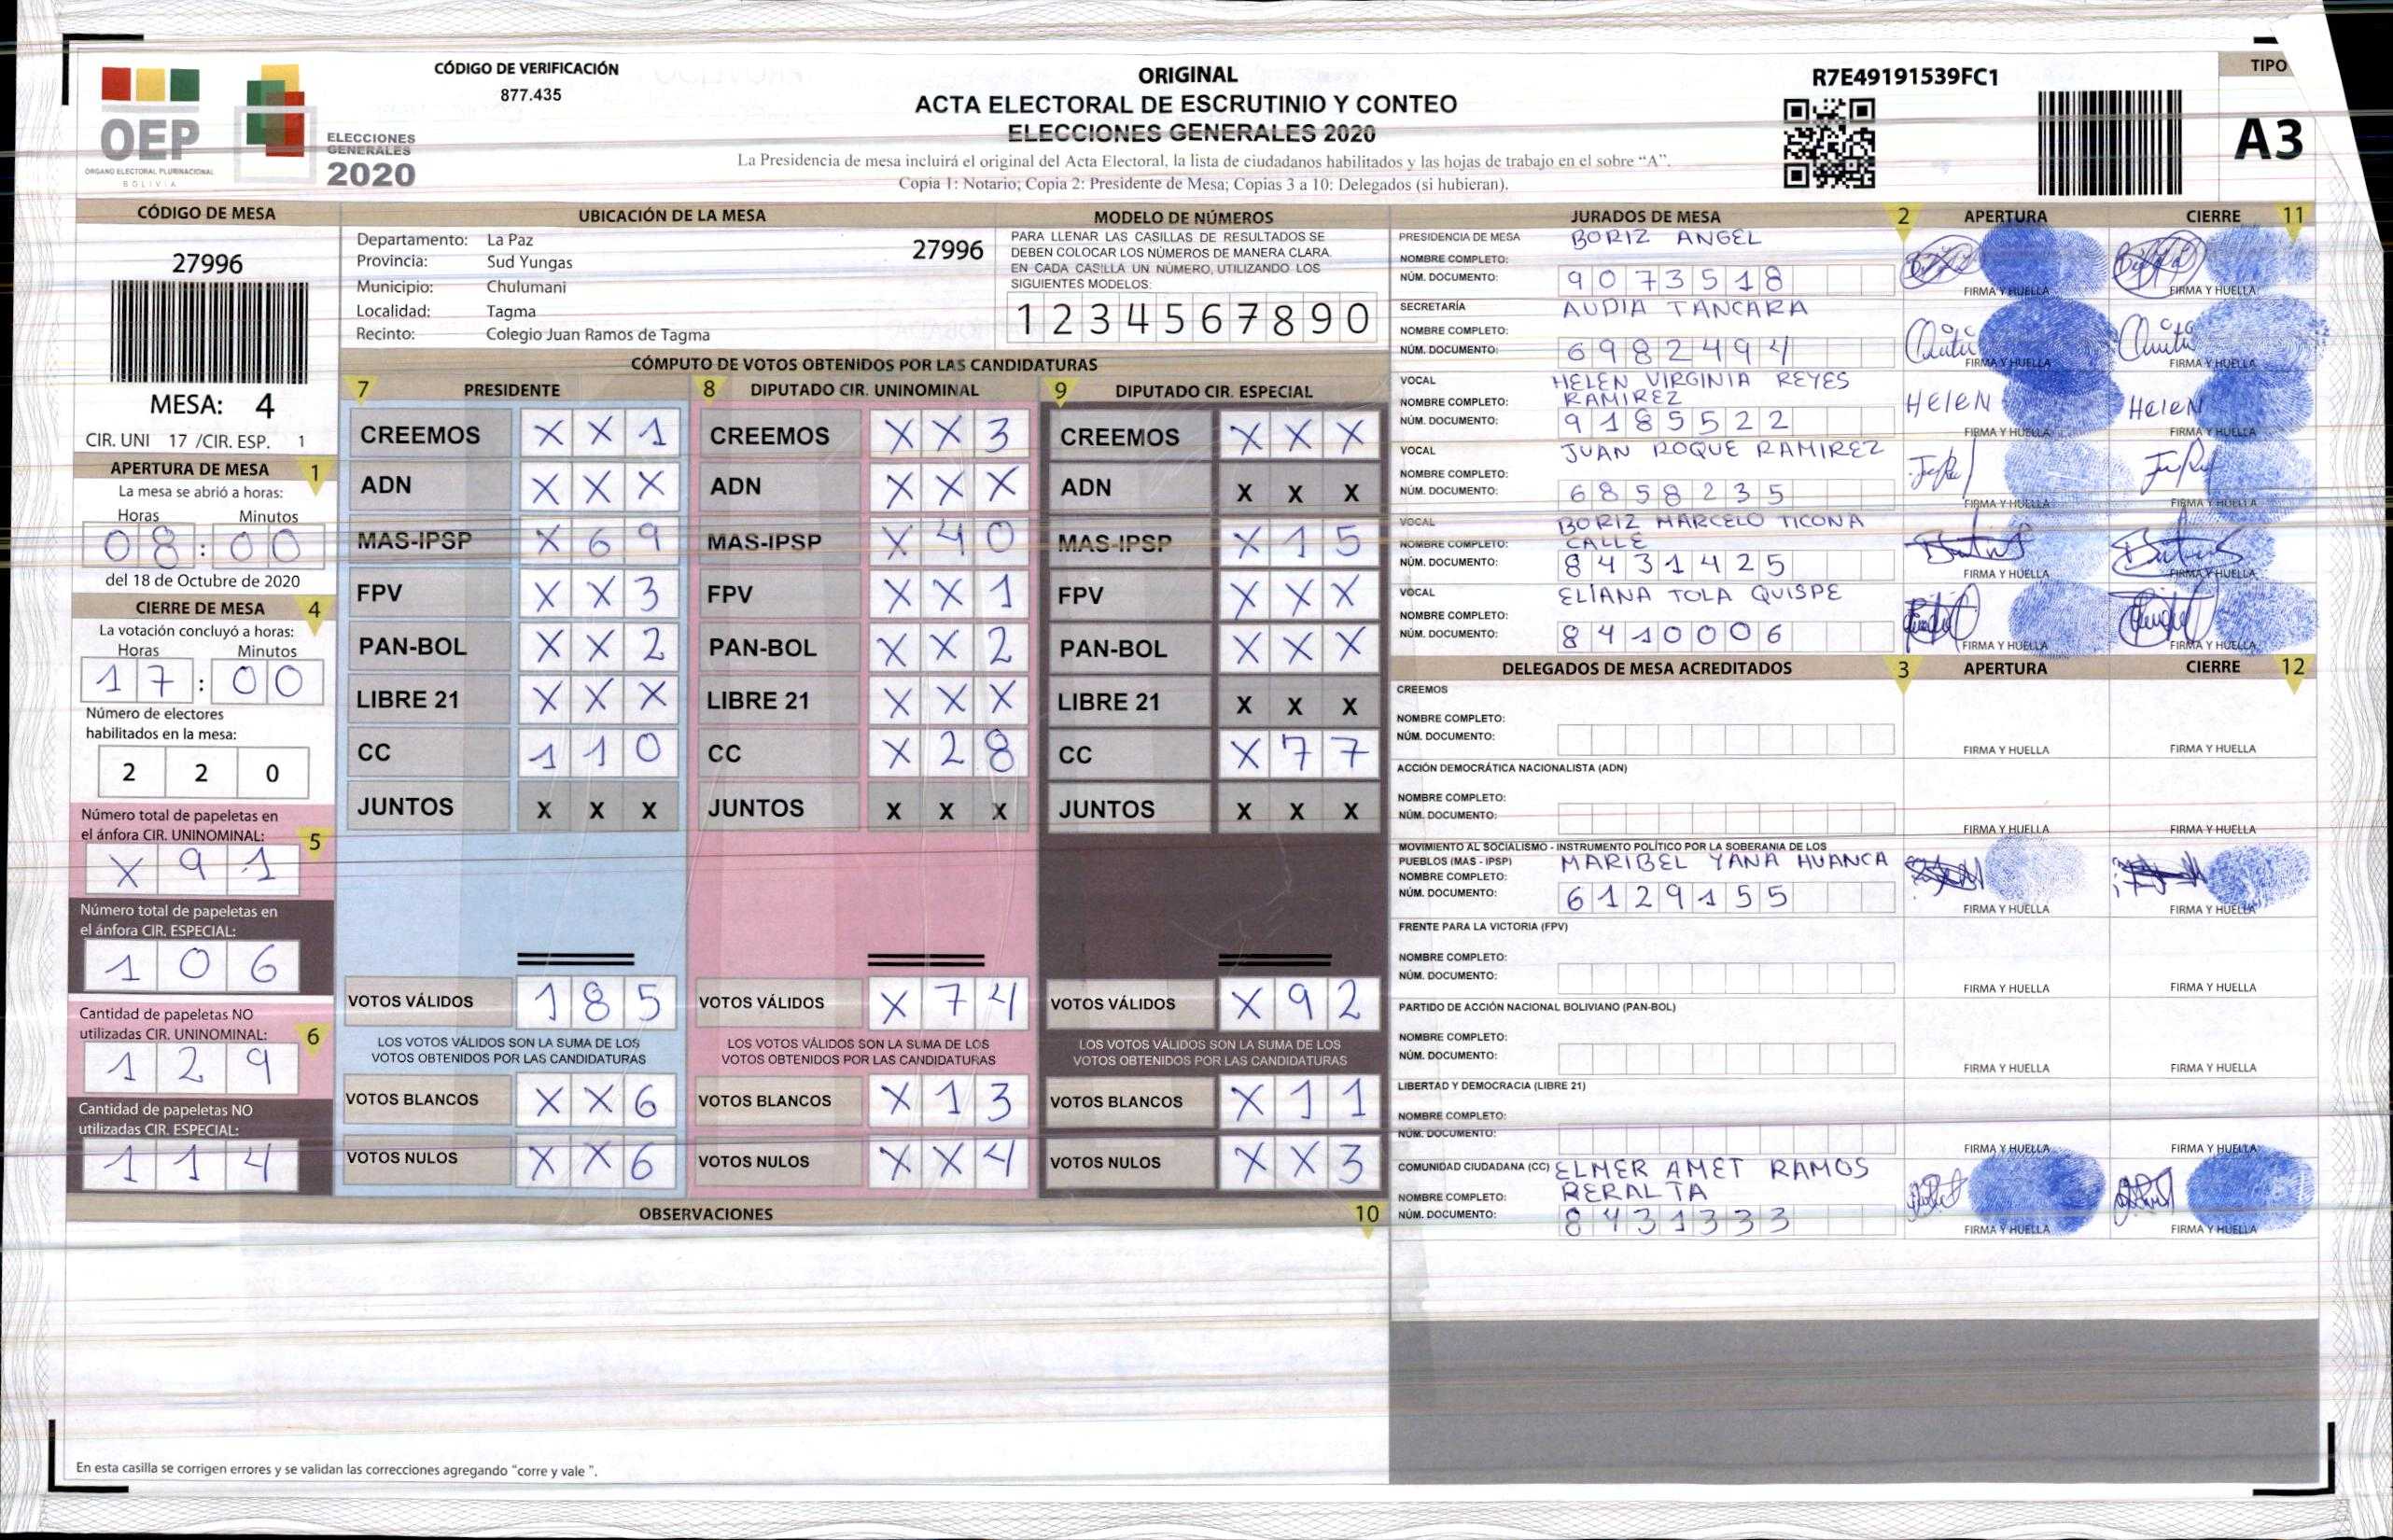 OEP
ÓRGANO ELECTORAL PLURINACIONAL
BOLIVIA
ELECCIONES
GENERALES
2020
CÓDIGO DE VERIFICACIÓN
877.435
ORIGINAL
ACTA ELECTORAL DE ESCRUTINIO Y CONTEO
ELECCIONES GENERALES 2020
La Presidencia de mesa incluirá el original del Acta Electoral, la lista de ciudadanos habilitados y las hojas de trabajo en el sobre “A”.
Copia 1: Notario; Copia 2: Presidente de Mesa; Copias 3 a 10: Delegados (si hubieran).
R7E49191539FC1
TIPO
A3
CÓDIGO DE MESA
27996
MESA: 4
CIR. UNI 17 /CIR. ESP. 1
APERTURA DE MESA 1
La mesa se abrió a horas:
Horas Minutos
08 : 00
del 18 de Octubre de 2020
CIERRE DE MESA 4
La votación concluyó a horas:
Horas Minutos
17 : 00
Número de electores
habilitados en la mesa:
2 2 0
Número total de papeletas en
el ánfora CIR. UNINOMINAL: 5
X 9 1
Número total de papeletas en
el ánfora CIR. ESPECIAL:
1 0 6
Cantidad de papeletas NO
utilizadas CIR. UNINOMINAL: 6
1 2 9
Cantidad de papeletas NO
utilizadas CIR. ESPECIAL:
1 1 4
UBICACIÓN DE LA MESA
Departamento: La Paz 27996
Provincia: Sud Yungas
Municipio: Chulumani
Localidad: Tagma
Recinto: Colegio Juan Ramos de Tagma
MODELO DE NÚMEROS
PARA LLENAR LAS CASILLAS DE RESULTADOS SE
DEBEN COLOCAR LOS NÚMEROS DE MANERA CLARA.
EN CADA CASILLA UN NÚMERO, UTILIZANDO LOS
SIGUIENTES MODELOS:
1 2 3 4 5 6 7 8 9 0
CÓMPUTO DE VOTOS OBTENIDOS POR LAS CANDIDATURAS
7 PRESIDENTE 8 DIPUTADO CIR. UNINOMINAL 9 DIPUTADO CIR. ESPECIAL
CREEMOS X X 1 CREEMOS X X 3 CREEMOS X X X
ADN X X X ADN X X X ADN X X X
MAS-IPSP X 6 9 MAS-IPSP X 4 0 MAS-IPSP X 1 5
FPV X X 3 FPV X X 1 FPV X X X
PAN-BOL X X 2 PAN-BOL X X 2 PAN-BOL X X X
LIBRE 21 X X X LIBRE 21 X X X LIBRE 21 X X X
CC 1 1 0 CC X 2 8 CC X 7 7
JUNTOS X X X JUNTOS X X X JUNTOS X X X
VOTOS VÁLIDOS 1 8 5 VOTOS VÁLIDOS X 7 4 VOTOS VÁLIDOS X 9 2
LOS VOTOS VÁLIDOS SON LA SUMA DE LOS LOS VOTOS VÁLIDOS SON LA SUMA DE LOS LOS VOTOS VÁLIDOS SON LA SUMA DE LOS
VOTOS OBTENIDOS POR LAS CANDIDATURAS VOTOS OBTENIDOS POR LAS CANDIDATURAS VOTOS OBTENIDOS POR LAS CANDIDATURAS
VOTOS BLANCOS X X 6 VOTOS BLANCOS X 1 3 VOTOS BLANCOS X 1 1
VOTOS NULOS X X 6 VOTOS NULOS X X 4 VOTOS NULOS X X 3
OBSERVACIONES 10
En esta casilla se corrigen errores y se validan las correcciones agregando "corre y vale ".
JURADOS DE MESA 2 APERTURA CIERRE 11
PRESIDENCIA DE MESA BORIZ ANGEL
NOMBRE COMPLETO:
NÚM. DOCUMENTO: 9073518
FIRMA Y HUELLA FIRMA Y HUELLA
SECRETARÍA AUDIA TANCARA
NOMBRE COMPLETO:
NÚM. DOCUMENTO: 6982494
FIRMA Y HUELLA FIRMA Y HUELLA
VOCAL HELEN VIRGINIA REYES
NOMBRE COMPLETO: RAMIREZ HELEN HELEN
NÚM. DOCUMENTO: 9185522
FIRMA Y HUELLA FIRMA Y HUELLA
VOCAL JUAN ROQUE RAMIREZ
NOMBRE COMPLETO:
NÚM. DOCUMENTO: 6858235
FIRMA Y HUELLA FIRMA Y HUELLA
VOCAL BORIZ MARCELO TICONA
NOMBRE COMPLETO: CALLE
NÚM. DOCUMENTO: 8431425
FIRMA Y HUELLA FIRMA Y HUELLA
VOCAL ELIANA TOLA QUISPE
NOMBRE COMPLETO:
NÚM. DOCUMENTO: 8410006
FIRMA Y HUELLA FIRMA Y HUELLA
DELEGADOS DE MESA ACREDITADOS 3 APERTURA CIERRE 12
CREEMOS
NOMBRE COMPLETO:
NÚM. DOCUMENTO:
FIRMA Y HUELLA FIRMA Y HUELLA
ACCIÓN DEMOCRÁTICA NACIONALISTA (ADN)
NOMBRE COMPLETO:
NÚM. DOCUMENTO:
FIRMA Y HUELLA FIRMA Y HUELLA
MOVIMIENTO AL SOCIALISMO - INSTRUMENTO POLÍTICO POR LA SOBERANIA DE LOS
PUEBLOS (MAS - IPSP) MARIBEL YANA HUANCA
NOMBRE COMPLETO:
NÚM. DOCUMENTO: 6129155
FIRMA Y HUELLA FIRMA Y HUELLA
FRENTE PARA LA VICTORIA (FPV)
NOMBRE COMPLETO:
NÚM. DOCUMENTO:
FIRMA Y HUELLA FIRMA Y HUELLA
PARTIDO DE ACCIÓN NACIONAL BOLIVIANO (PAN-BOL)
NOMBRE COMPLETO:
NÚM. DOCUMENTO:
FIRMA Y HUELLA FIRMA Y HUELLA
LIBERTAD Y DEMOCRACIA (LIBRE 21)
NOMBRE COMPLETO:
NÚM. DOCUMENTO:
FIRMA Y HUELLA FIRMA Y HUELLA
COMUNIDAD CIUDADANA (CC) ELMER AMET RAMOS
NOMBRE COMPLETO: PERALTA
NÚM. DOCUMENTO: 8431333
FIRMA Y HUELLA FIRMA Y HUELLA